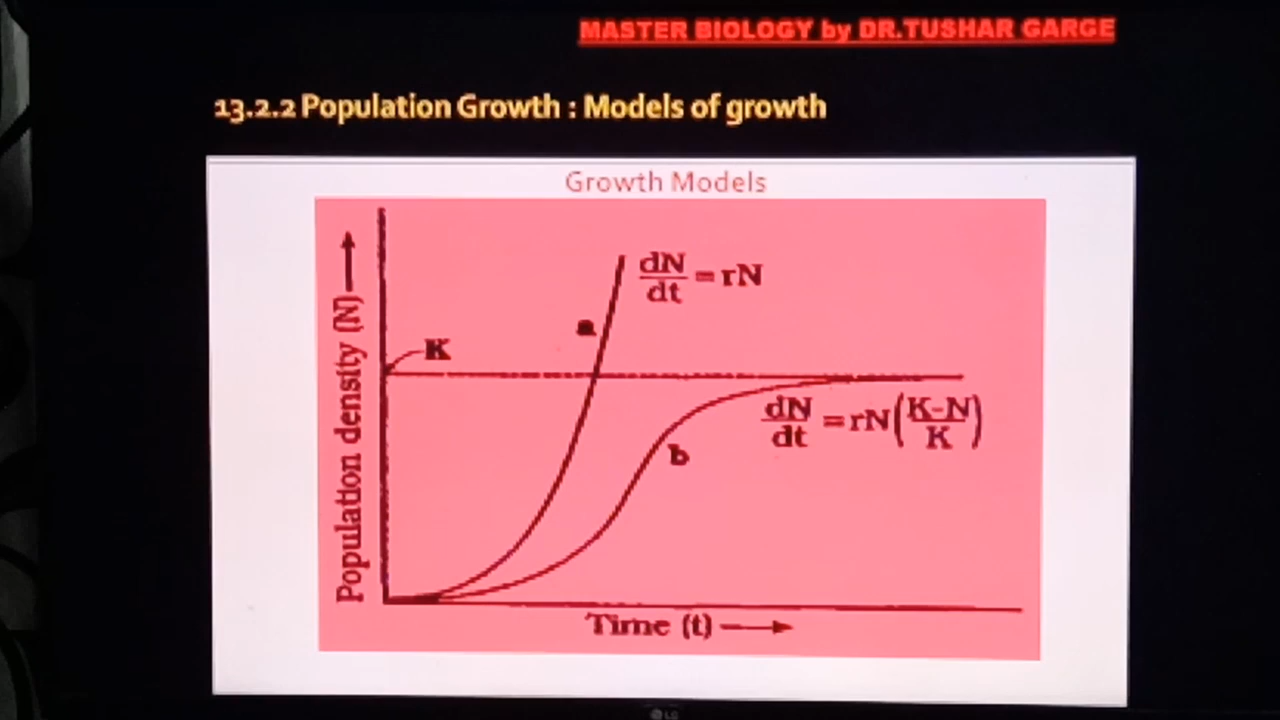 MASTER BIOLOGY by DR.TUSHAR GARGE
13.2.2 Population Growth : Models of growth
Growth Models
Population density (N)
K
a
dN/dt = rN
b
dN/dt = rN(K-N/K)
Time (t)
LG